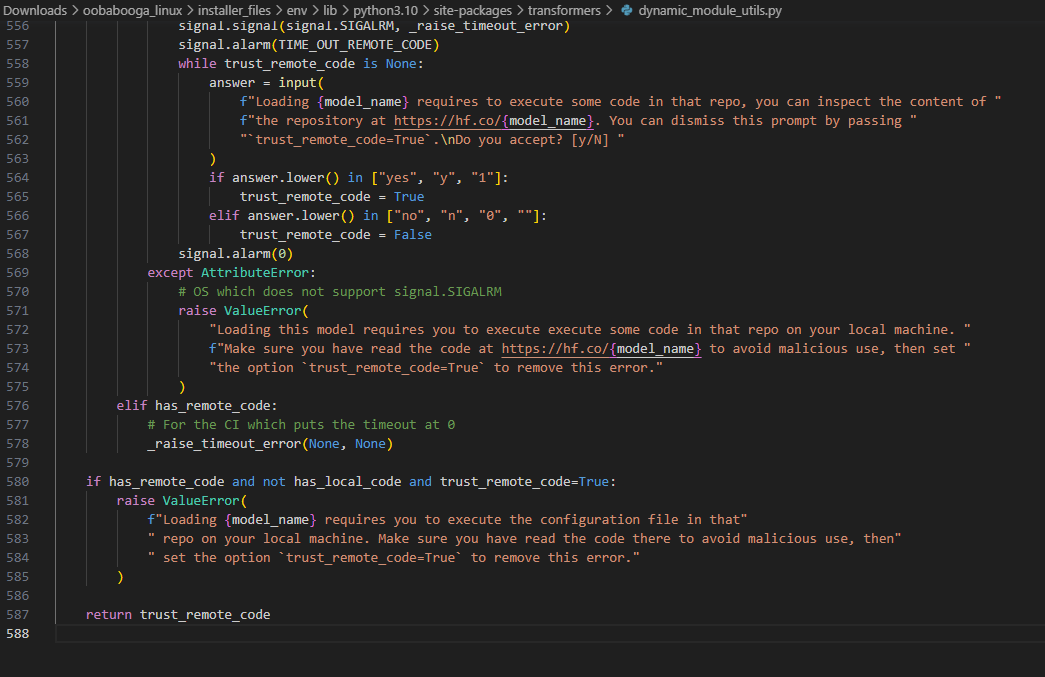 Downloads > oobabooga_linux > installer_files > env > lib > python3.10 > site-packages > transformers > dynamic_module_utils.py
556 signal.signal(signal.SIGALRM, _raise_timeout_error)
557 signal.alarm(TIME_OUT_REMOTE_CODE)
558 while trust_remote_code is None:
559 answer = input(
560 f"Loading {model_name} requires to execute some code in that repo, you can inspect the content of "
561 f"the repository at https://hf.co/{model_name}. You can dismiss this prompt by passing "
562 "`trust_remote_code=True`.\nDo you accept? [y/N] "
563 )
564 if answer.lower() in ["yes", "y", "1"]:
565 trust_remote_code = True
566 elif answer.lower() in ["no", "n", "0", ""]:
567 trust_remote_code = False
568 signal.alarm(0)
569 except AttributeError:
570 # OS which does not support signal.SIGALRM
571 raise ValueError(
572 "Loading this model requires you to execute execute some code in that repo on your local machine. "
573 f"Make sure you have read the code at https://hf.co/{model_name} to avoid malicious use, then set "
574 "the option `trust_remote_code=True` to remove this error."
575 )
576 elif has_remote_code:
577 # For the CI which puts the timeout at 0
578 _raise_timeout_error(None, None)
579
580 if has_remote_code and not has_local_code and trust_remote_code=True:
581 raise ValueError(
582 f"Loading {model_name} requires you to execute the configuration file in that"
583 " repo on your local machine. Make sure you have read the code there to avoid malicious use, then"
584 " set the option `trust_remote_code=True` to remove this error."
585 )
586
587 return trust_remote_code
588